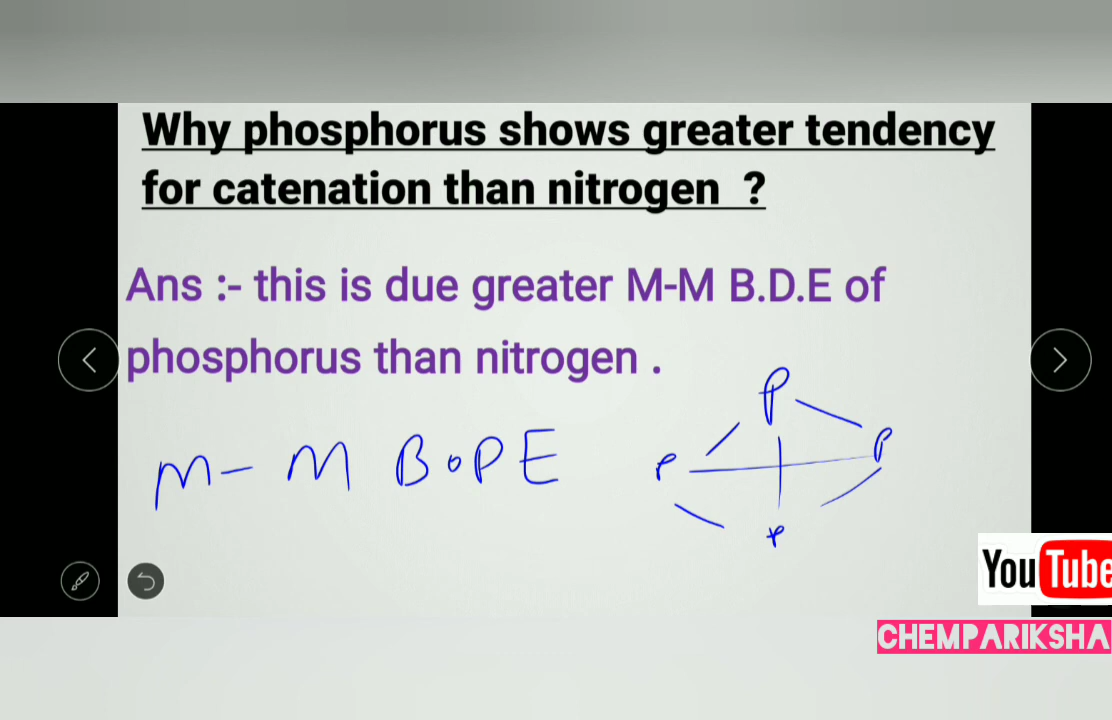 Why phosphorus shows greater tendency
for catenation than nitrogen ?
Ans :- this is due greater M-M B.D.E of
phosphorus than nitrogen .
P
M - M B.DE
P P
P
YouTube
CHEMPARIKSHA